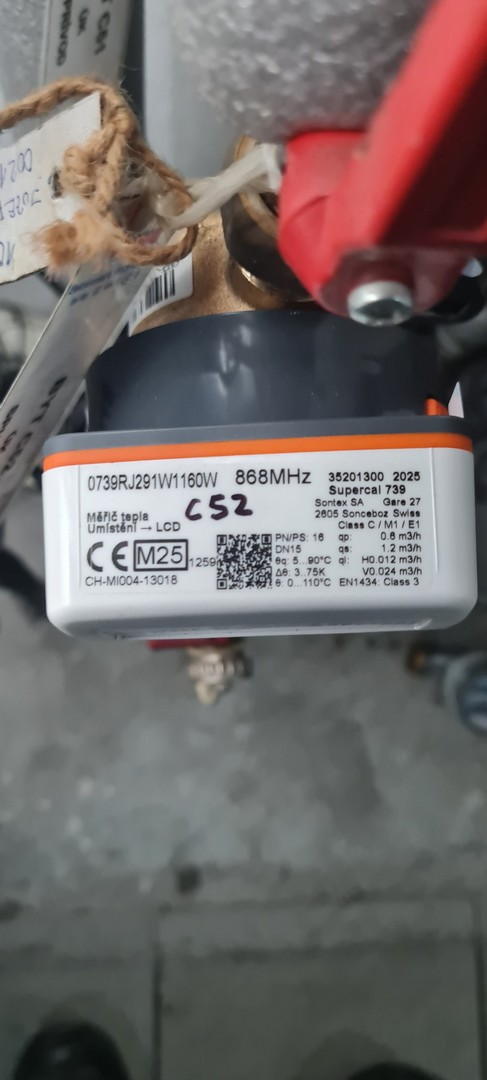 0739RJ291W1160W 868MHz 35201300 2025
Supercal 739
C52
Sontex SA Gare 27
2605 Sonceboz Swiss
Class C / M1 / E1
Měřič tepla
Umístění → LCD
CE M25 1259
CH-MI004-13018
PN/PS: 16 qp: 0.6 m3/h
DN15 qs: 1.2 m3/h
θq: 5...90°C qi: H0.012 m3/h
Δθ: 3..75K V0.024 m3/h
θ: 0...110°C EN1434: Class 3